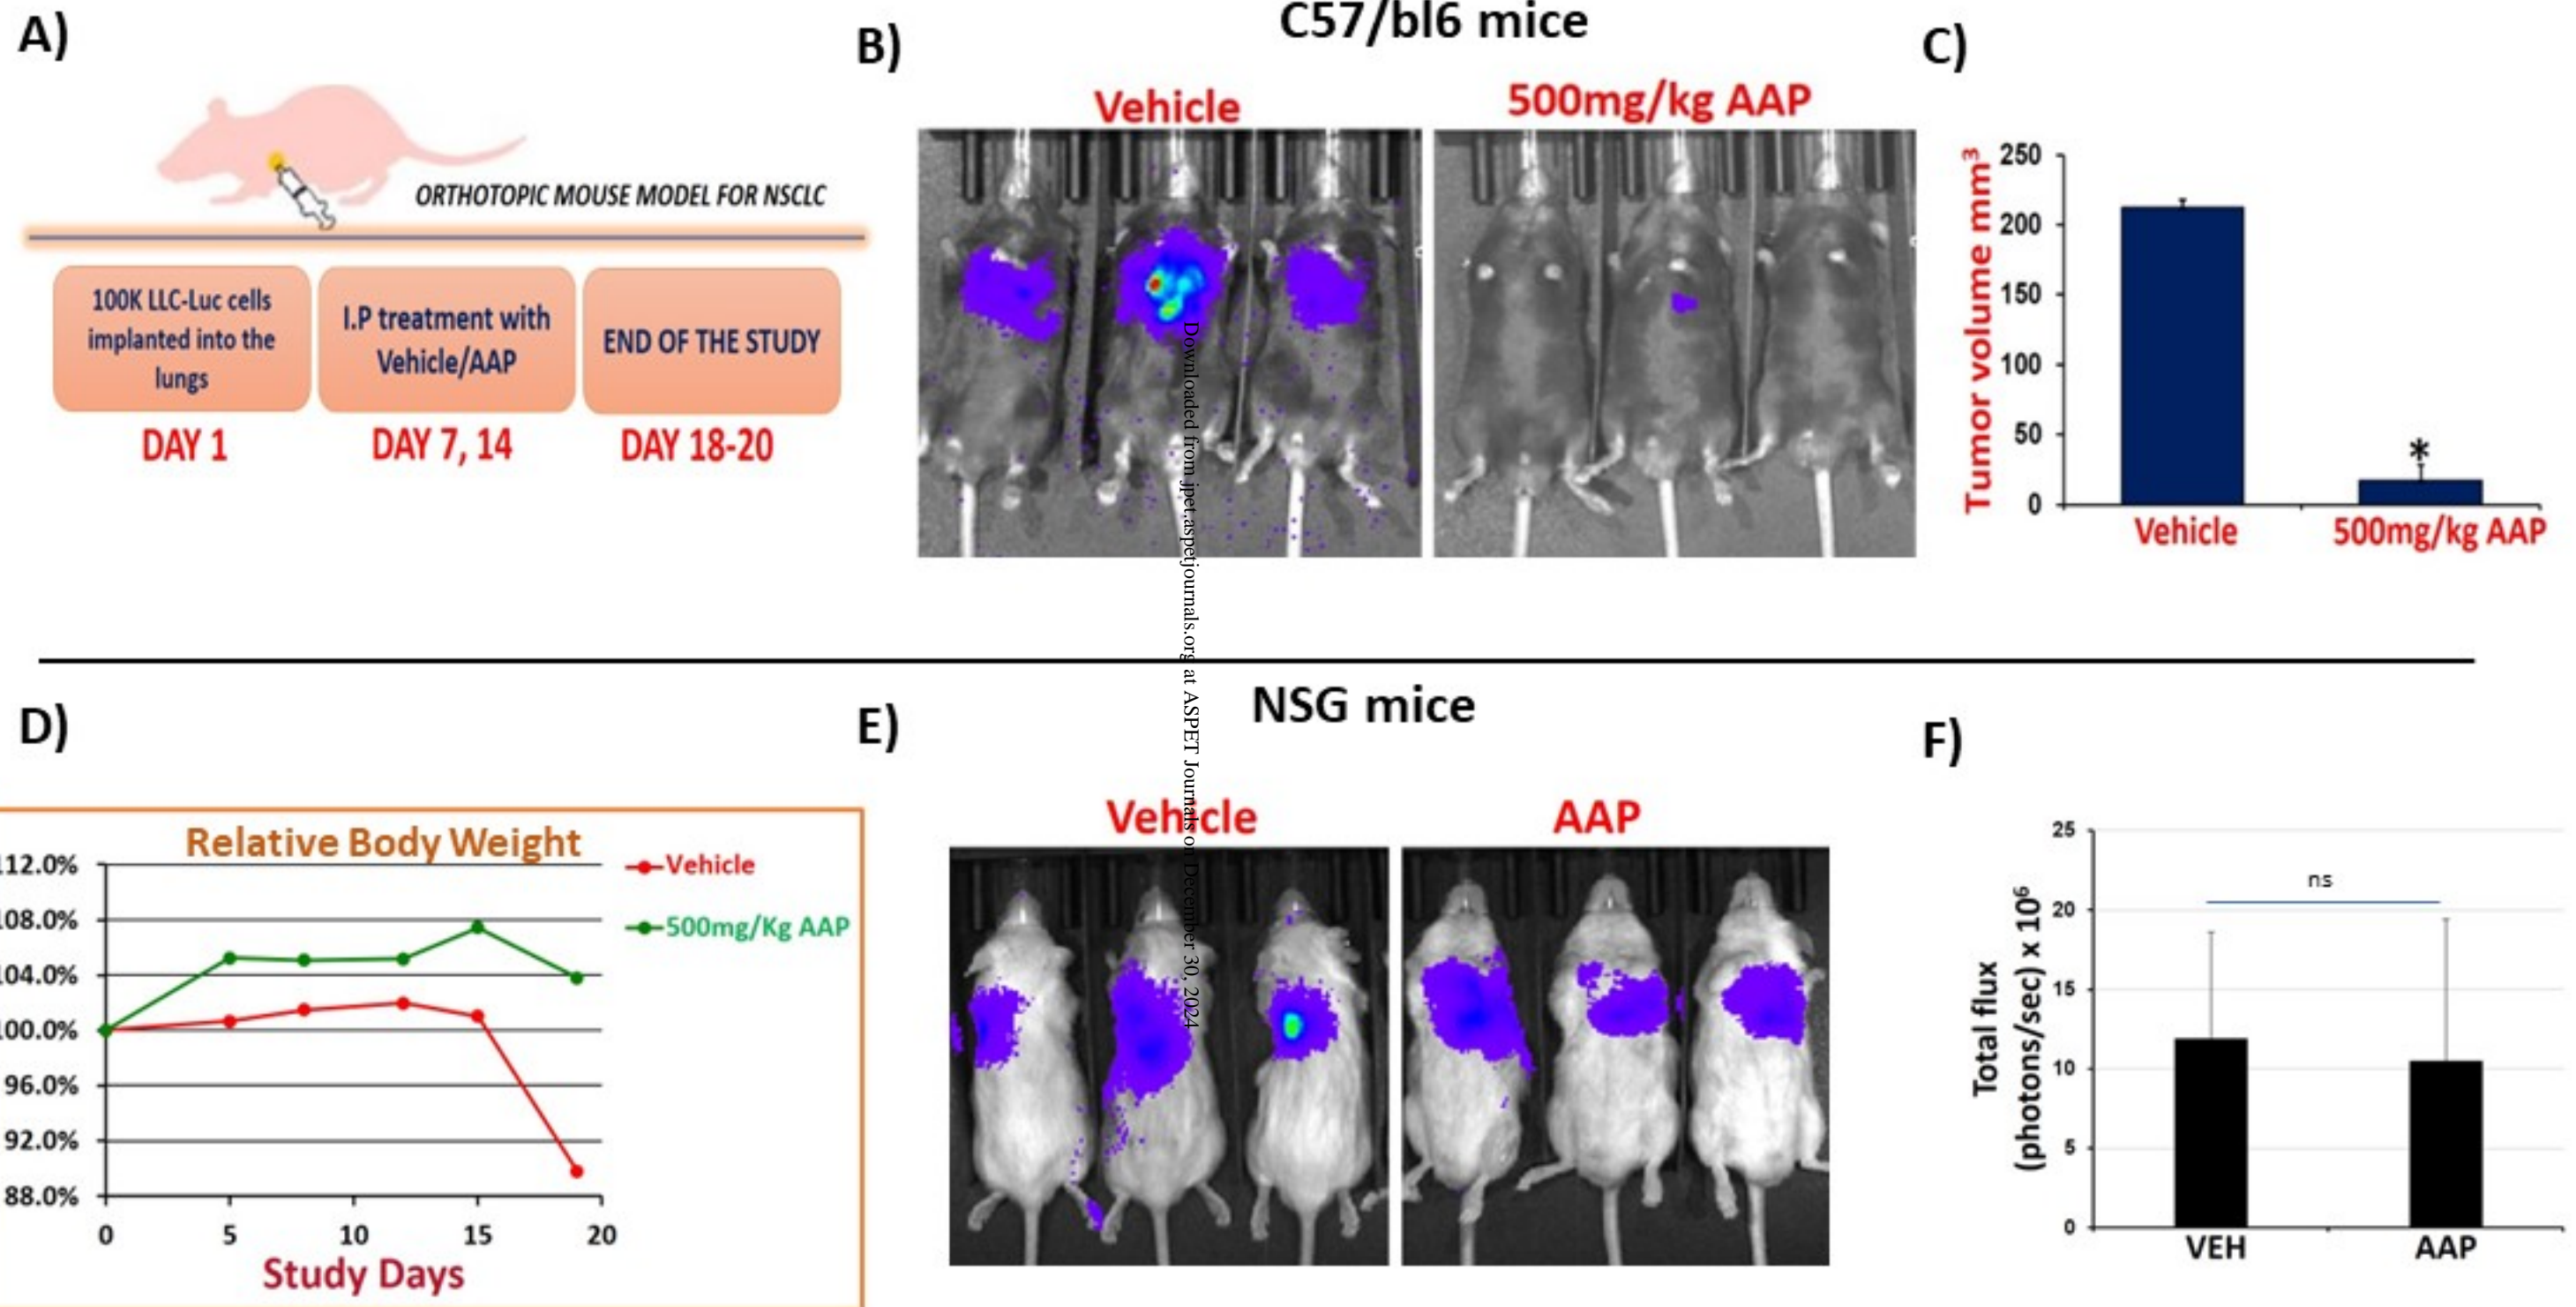 A)
ORTHOTOPIC MOUSE MODEL FOR NSCLC
100K LLC-Luc cells
implanted into the
lungs
I.P treatment with
Vehicle/AAP
END OF THE STUDY
DAY 1
DAY 7, 14
DAY 18-20
C57/bl6 mice
B)
Vehicle
500mg/kg AAP
C)
Tumor volume mm³
250
200
150
100
50
0
*
Vehicle
500mg/kg AAP
Downloaded from jpet.aspetjournals.org at ASPET Journals on December 30, 2024
NSG mice
D)
Relative Body Weight
112.0%
108.0%
104.0%
100.0%
96.0%
92.0%
88.0%
0 5 10 15 20
Study Days
Vehicle
500mg/Kg AAP
E)
Vehicle
AAP
F)
Total flux
(photons/sec) x 10⁶
25
20
15
10
5
0
ns
VEH
AAP